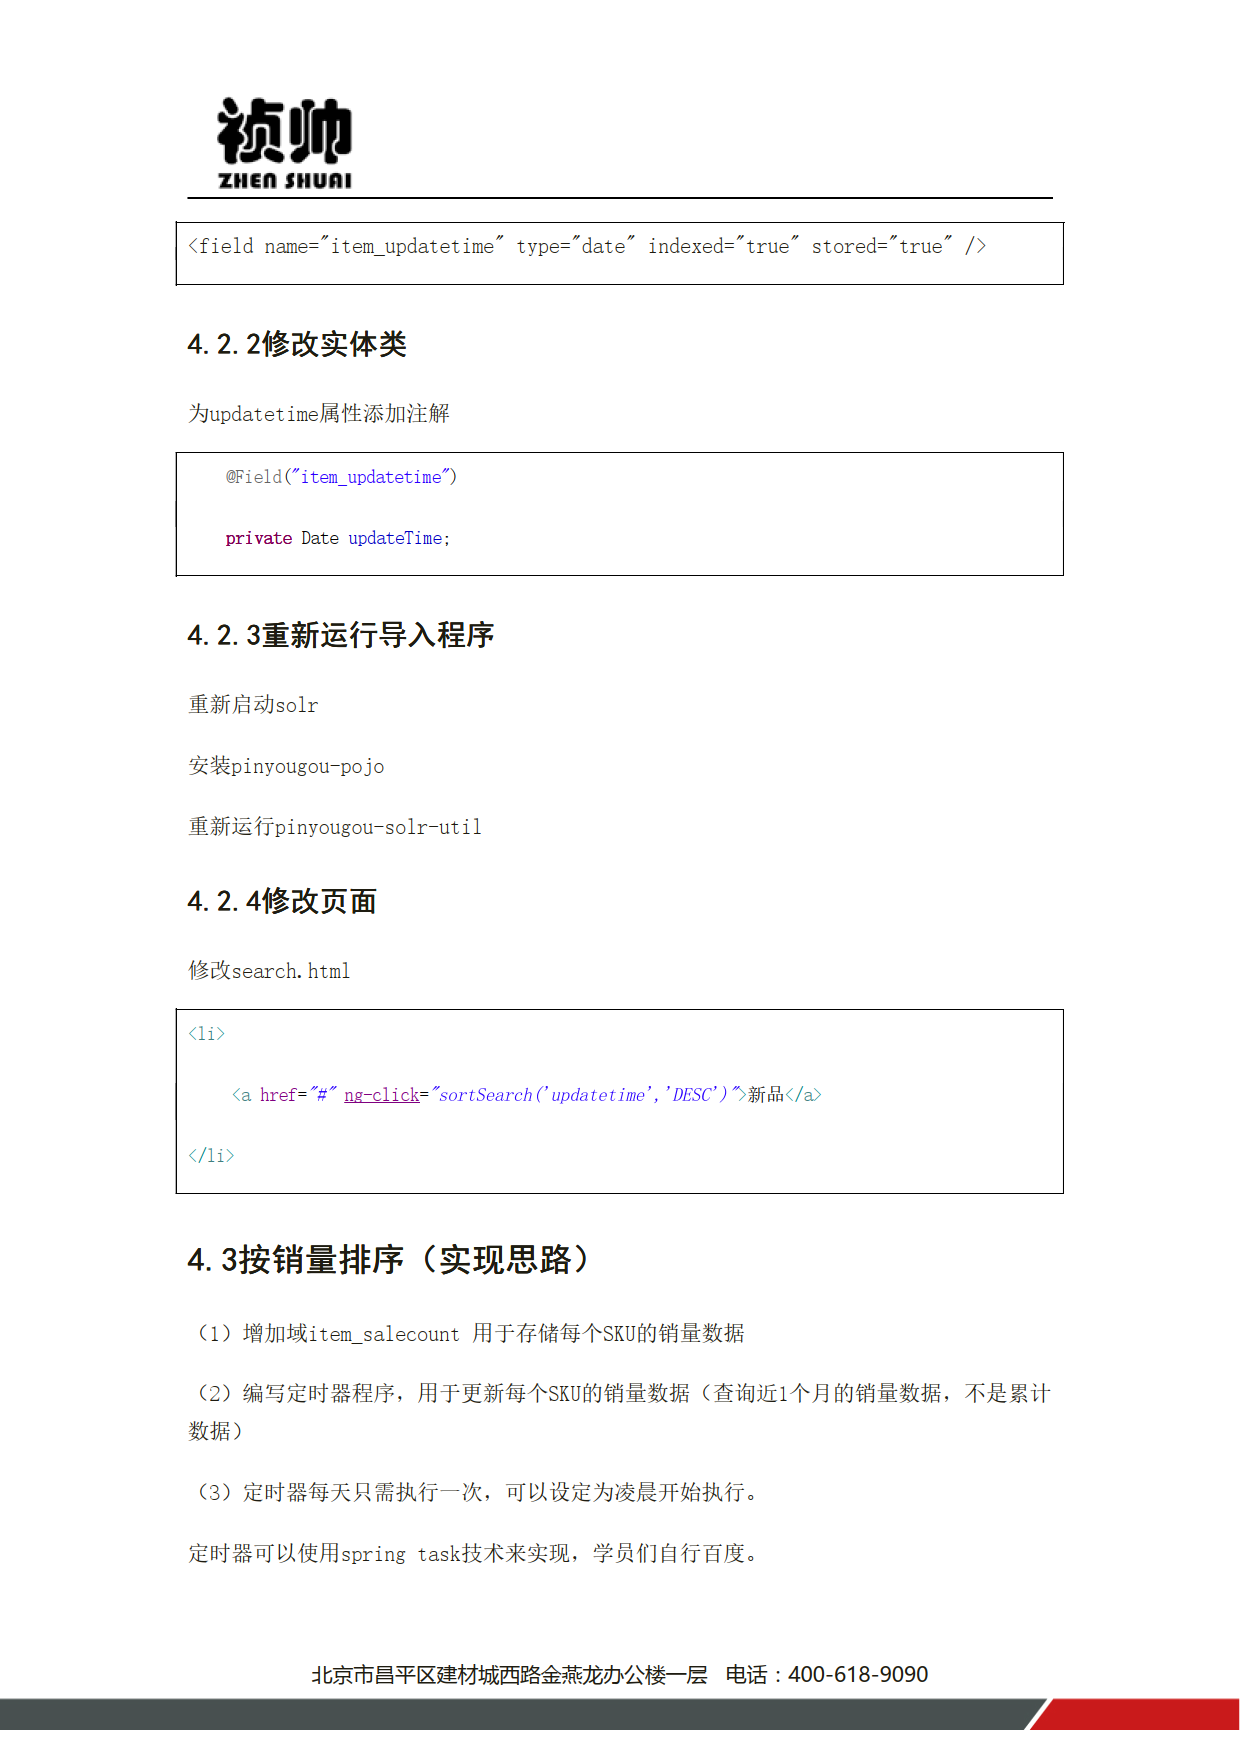 祯帅
ZHEN SHUAI
<field name="item_updatetime" type="date" indexed="true" stored="true" />
4.2.2修改实体类
为updatetime属性添加注解
@Field("item_updatetime")
private Date updateTime;
4.2.3重新运行导入程序
重新启动solr
安装pinyougou-pojo
重新运行pinyougou-solr-util
4.2.4修改页面
修改search.html
<li>
<a href="#" ng-click="sortSearch('updatetime','DESC')">新品</a>
</li>
4.3按销量排序（实现思路）
（1）增加域item_salecount 用于存储每个SKU的销量数据
（2）编写定时器程序，用于更新每个SKU的销量数据（查询近1个月的销量数据，不是累计
数据）
（3）定时器每天只需执行一次，可以设定为凌晨开始执行。
定时器可以使用spring task技术来实现，学员们自行百度。
北京市昌平区建材城西路金燕龙办公楼一层 电话：400-618-9090